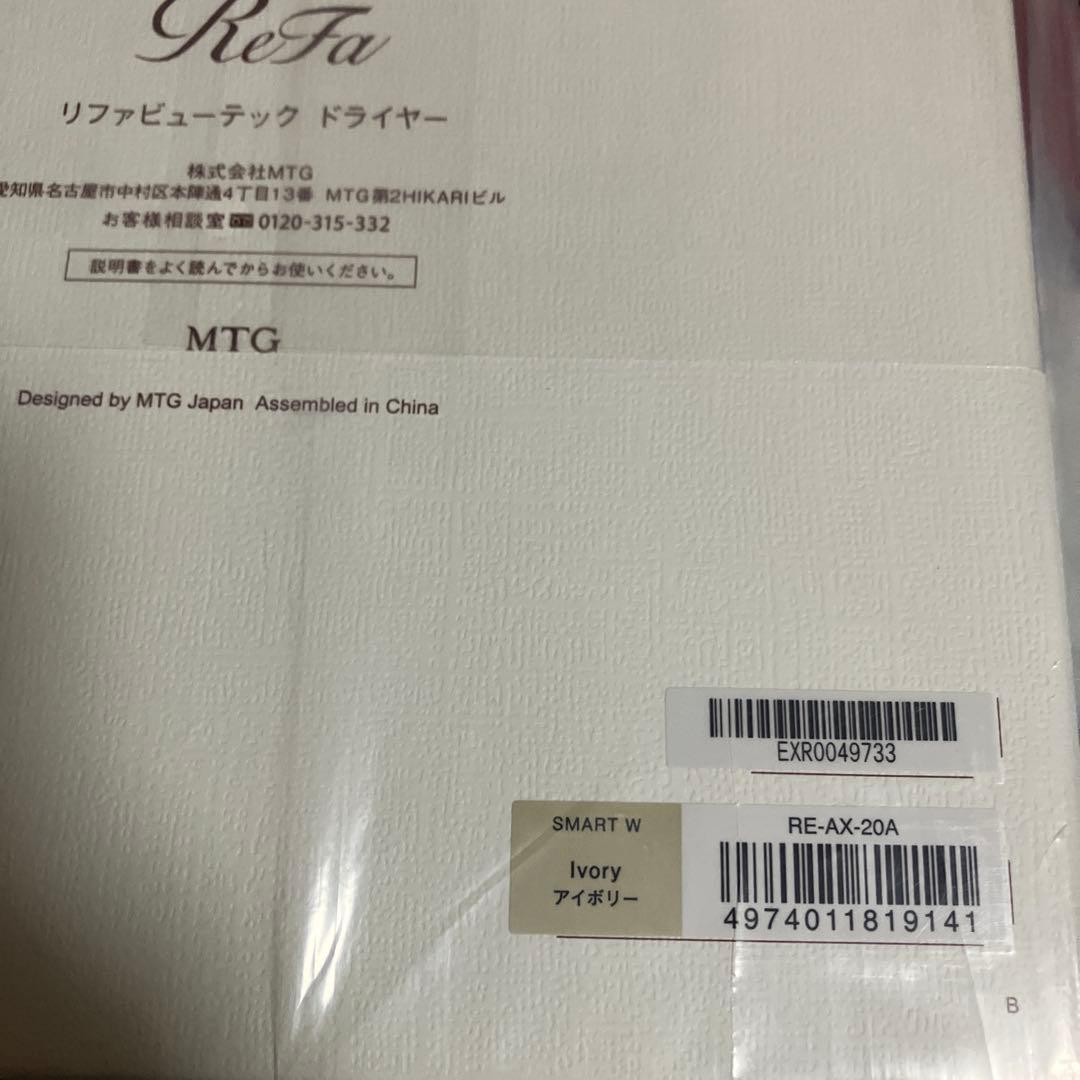 ReFa
リファビューテック ドライヤー
株式会社MTG
愛知県名古屋市中村区本陣通4丁目13番 MTG第2HIKARIビル
お客様相談室 0120-315-332
説明書をよく読んでからお使いください。
MTG
Designed by MTG Japan Assembled in China
EXR0049733
SMART W
Ivory
アイボリー
RE-AX-20A
4974011819141
B